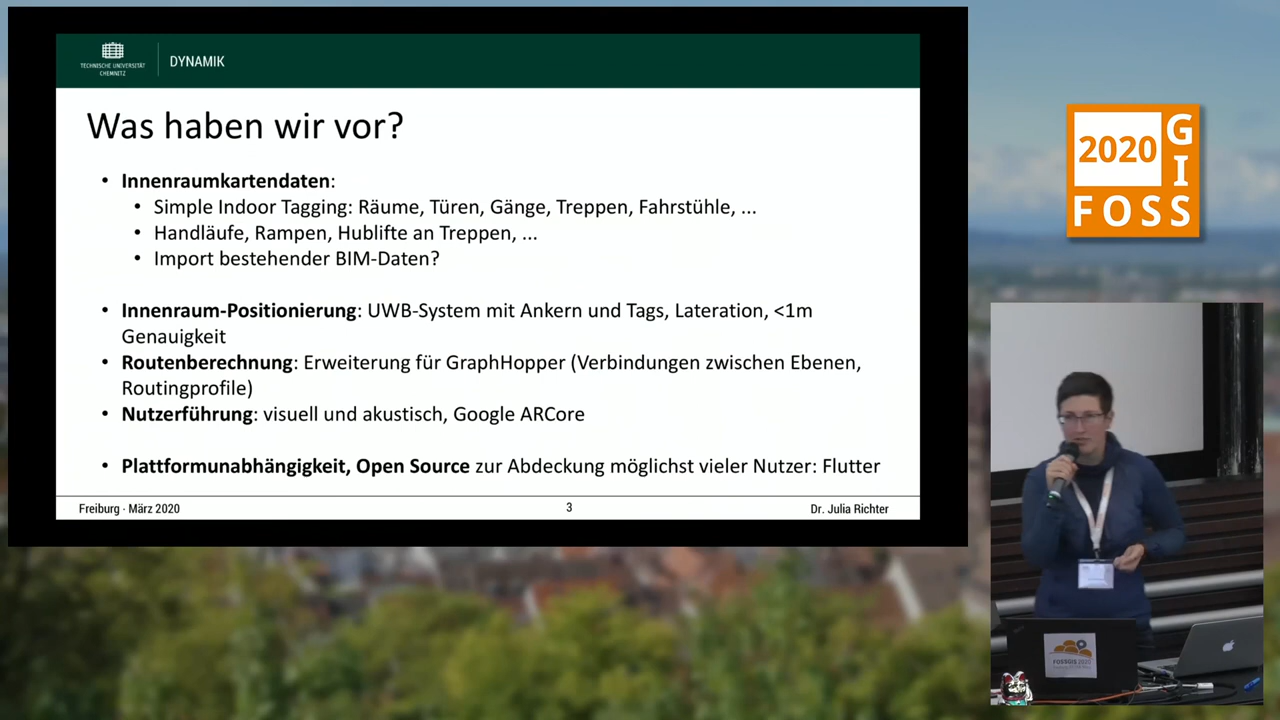 TECHNISCHE UNIVERSITÄT
CHEMNITZ
DYNAMIK
Was haben wir vor?
• Innenraumkartendaten:
• Simple Indoor Tagging: Räume, Türen, Gänge, Treppen, Fahrstühle, ...
• Handläufe, Rampen, Hublifte an Treppen, ...
• Import bestehender BIM-Daten?
• Innenraum-Positionierung: UWB-System mit Ankern und Tags, Lateration, <1m
Genauigkeit
• Routenberechnung: Erweiterung für GraphHopper (Verbindungen zwischen Ebenen,
Routingprofile)
• Nutzerführung: visuell und akustisch, Google ARCore
• Plattformunabhängigkeit, Open Source zur Abdeckung möglichst vieler Nutzer: Flutter
Freiburg · März 2020
3
Dr. Julia Richter
2020
GIS
FOSS
FOSSGIS 2020